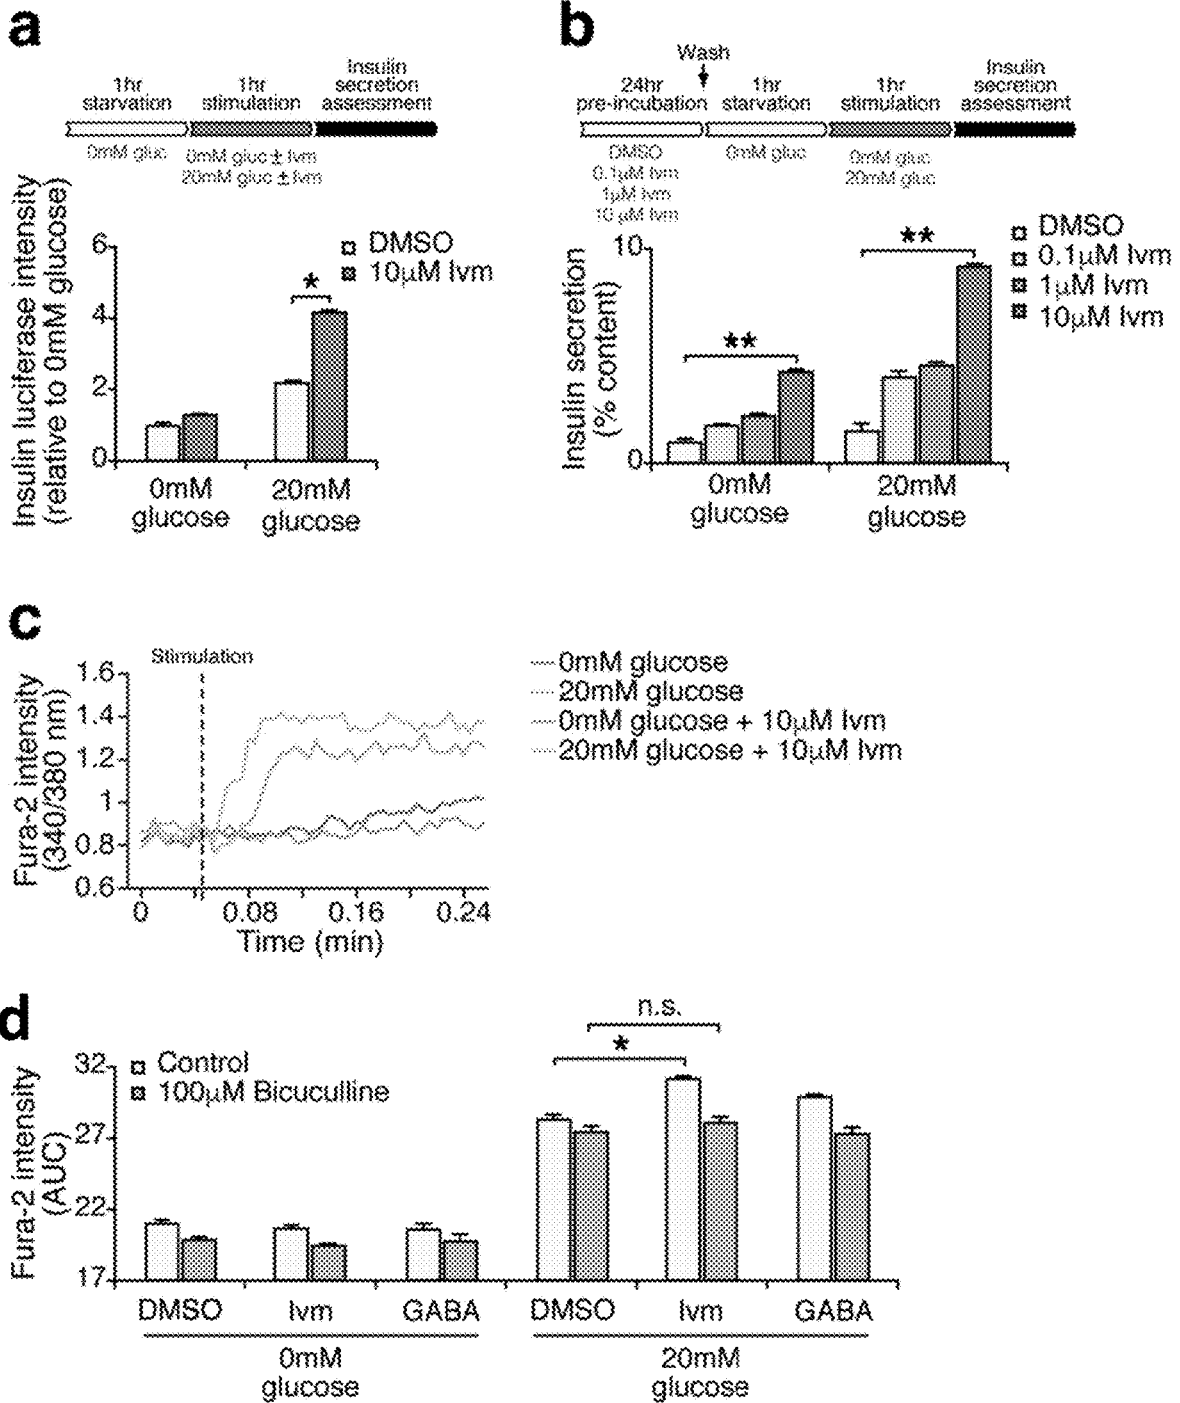 a
1hr
starvation
1hr
stimulation
Insulin
secretion
assessment
0mM gluc
0mM gluc ± Ivm
20mM gluc ± Ivm
Insulin luciferase intensity
(relative to 0mM glucose)
6
4
2
0
DMSO
10µM Ivm
*
0mM
glucose
20mM
glucose
b
Wash
24hr
pre-incubation
1hr
starvation
1hr
stimulation
Insulin
secretion
assessment
DMSO
0.1µM Ivm
1µM Ivm
10 µM Ivm
0mM gluc
0mM gluc
20mM gluc
Insulin secretion
(% content)
10
0
**
**
DMSO
0.1µM Ivm
1µM Ivm
10µM Ivm
0mM
glucose
20mM
glucose
c
Stimulation
Fura-2 intensity
(340/380 nm)
1.6
1.4
1.2
1
0.8
0.6
0 0.08 0.16 0.24
Time (min)
0mM glucose
20mM glucose
0mM glucose + 10µM Ivm
20mM glucose + 10µM Ivm
d
Fura-2 intensity
(AUC)
32
27
22
17
Control
100µM Bicuculline
n.s.
*
DMSO Ivm GABA DMSO Ivm GABA
0mM
glucose
20mM
glucose